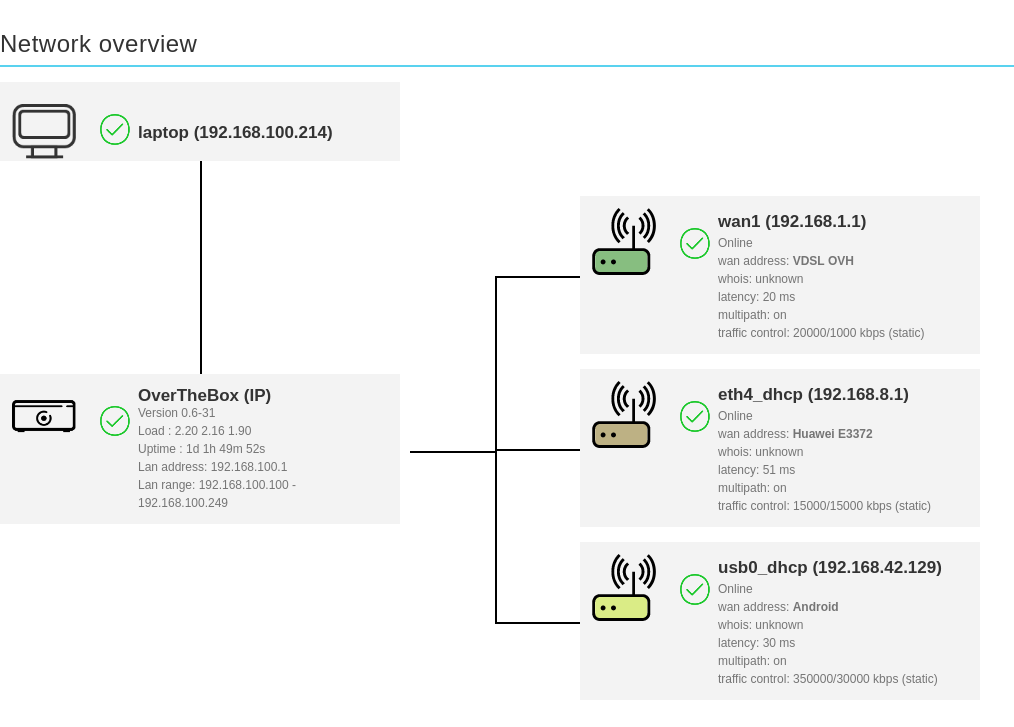 Network overview
laptop (192.168.100.214)
OverTheBox (IP)
Version 0.6-31
Load : 2.20 2.16 1.90
Uptime : 1d 1h 49m 52s
Lan address: 192.168.100.1
Lan range: 192.168.100.100 -
192.168.100.249
wan1 (192.168.1.1)
Online
wan address: VDSL OVH
whois: unknown
latency: 20 ms
multipath: on
traffic control: 20000/1000 kbps (static)
eth4_dhcp (192.168.8.1)
Online
wan address: Huawei E3372
whois: unknown
latency: 51 ms
multipath: on
traffic control: 15000/15000 kbps (static)
usb0_dhcp (192.168.42.129)
Online
wan address: Android
whois: unknown
latency: 30 ms
multipath: on
traffic control: 350000/30000 kbps (static)